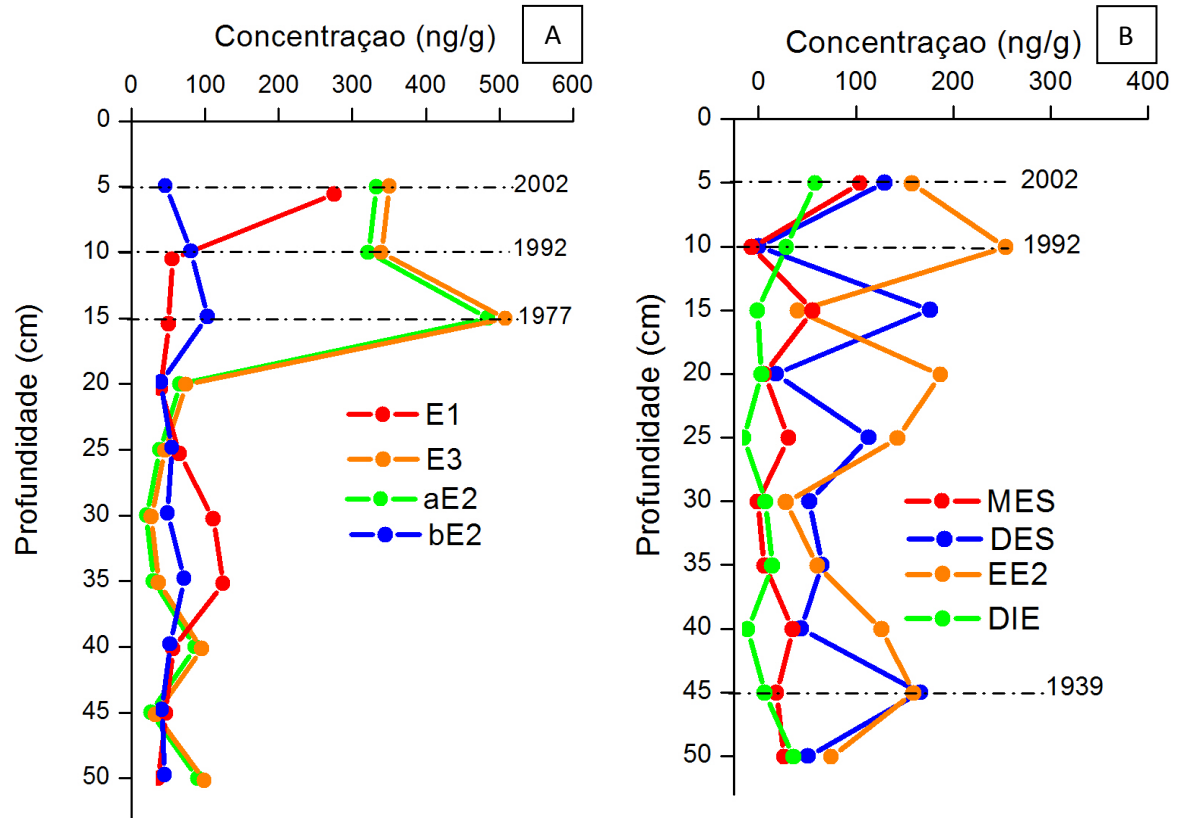 Concentraçao (ng/g)
A
0 100 200 300 400 500 600
Profundidade (cm)
0
5
10
15
20
25
30
35
40
45
50
2002
1992
1977
E1
E3
aE2
bE2
Concentraçao (ng/g)
B
0 100 200 300 400
Profundidade (cm)
0
5
10
15
20
25
30
35
40
45
50
2002
1992
MES
DES
EE2
DIE
1939